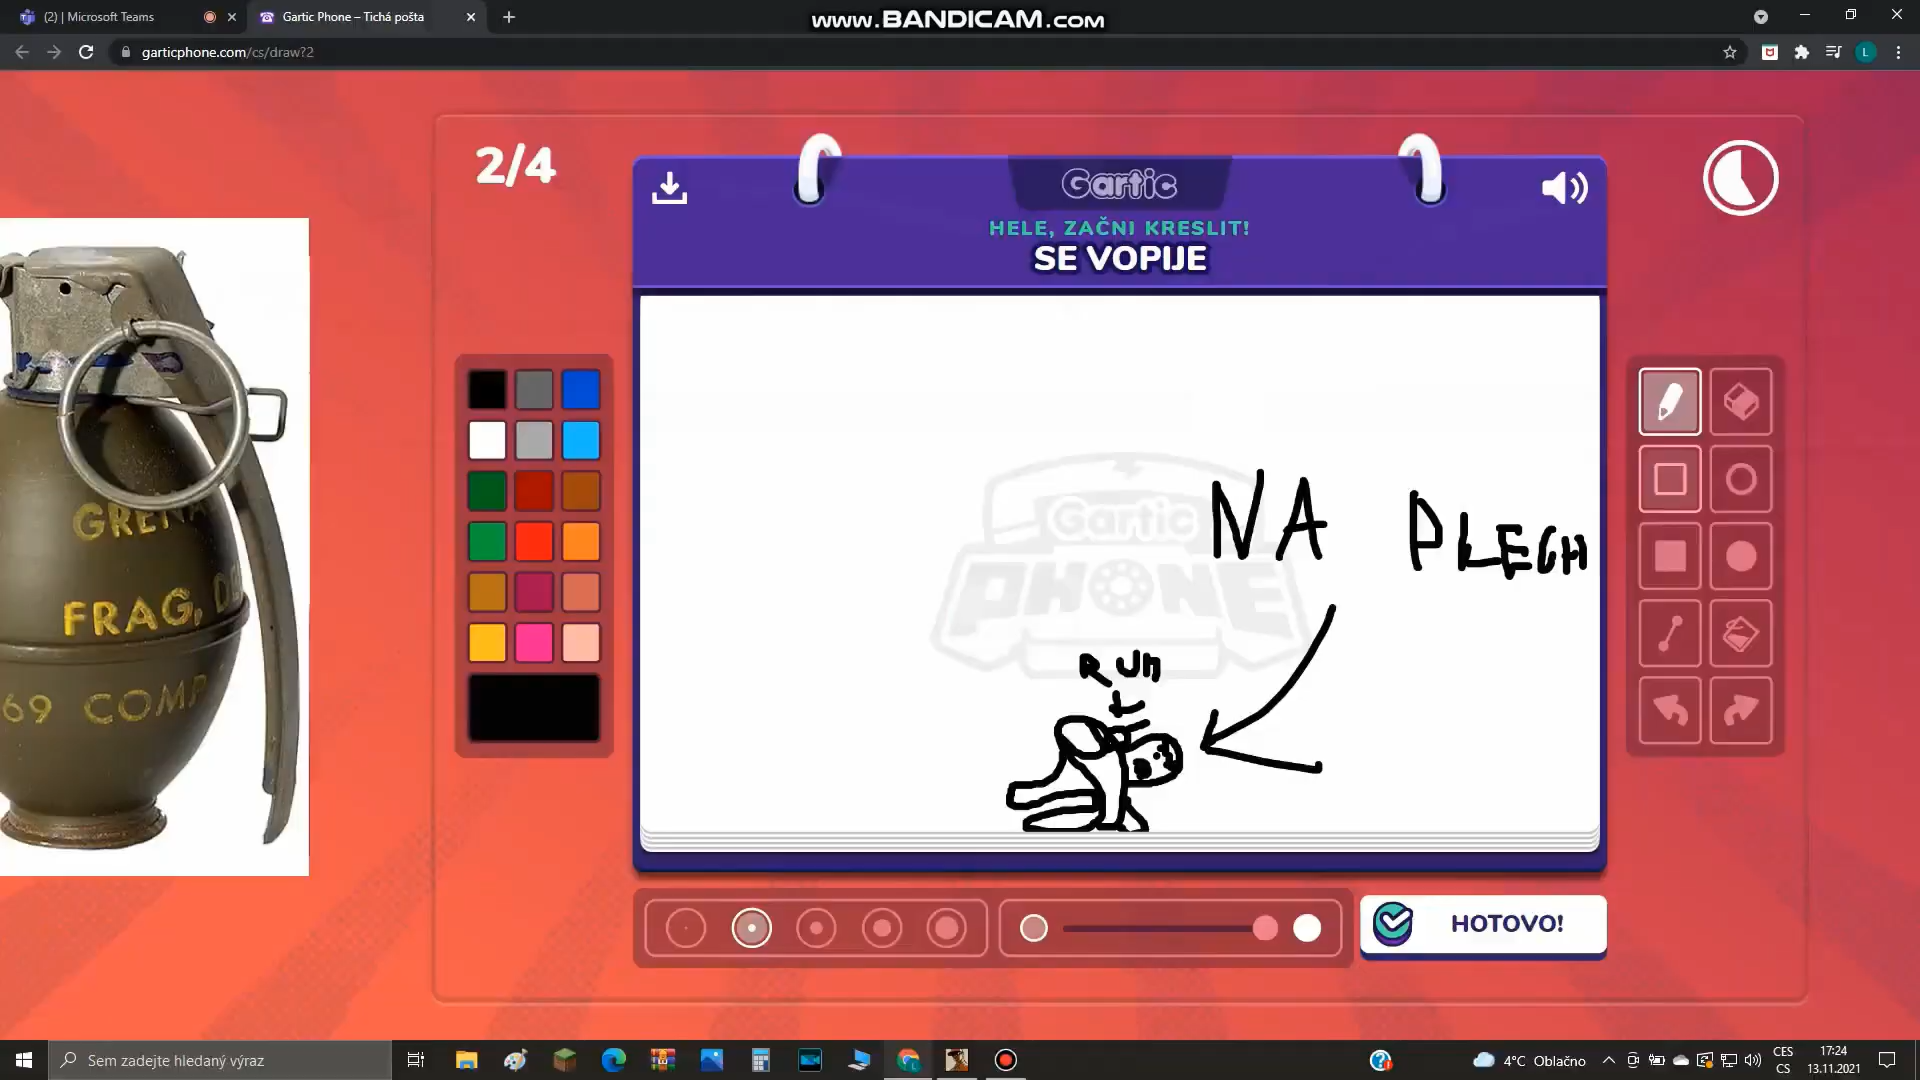 (2) | Microsoft Teams
Gartic Phone – Tichá pošta
WWW.BANDICAM.COM
garticphone.com/cs/draw?2
L
2/4
Gartic
HELE, ZAČNI KRESLIT!
SE VOPIJE
GRENA
FRAG, D
69 COMP
Gartic
PHONE
NA PLECH
RUM
HOTOVO!
Sem zadejte hledaný výraz
4°C Oblačno
CES
CS
17:24
13.11.2021